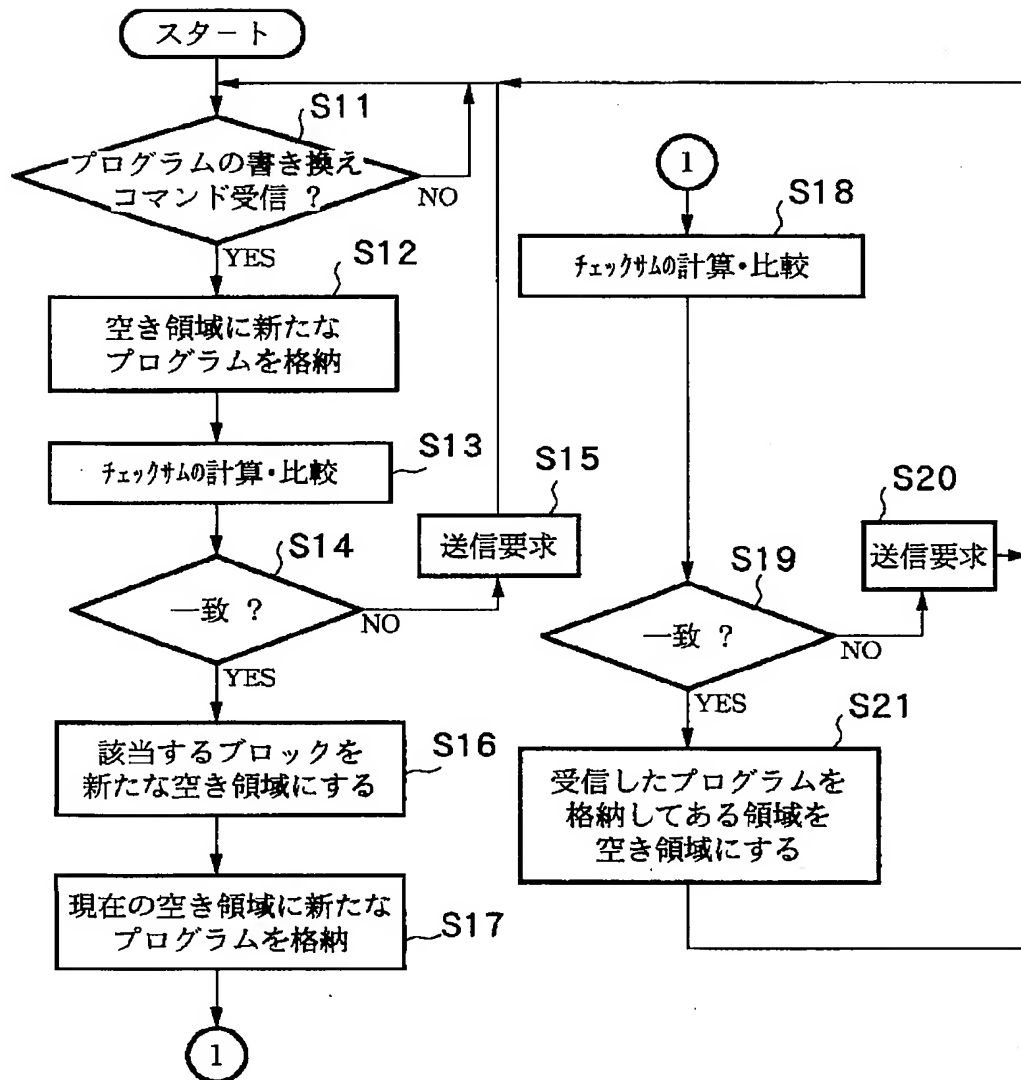 スタート
S11
プログラムの書き換え
コマンド受信 ?
NO
YES
S12
空き領域に新たな
プログラムを格納
チェックサムの計算・比較
S13
S14
一致 ?
NO
YES
S15
送信要求
該当するブロックを
新たな空き領域にする
S16
現在の空き領域に新たな
プログラムを格納
S17
1
1
S18
チェックサムの計算・比較
S19
一致 ?
NO
YES
S20
送信要求
S21
受信したプログラムを
格納してある領域を
空き領域にする